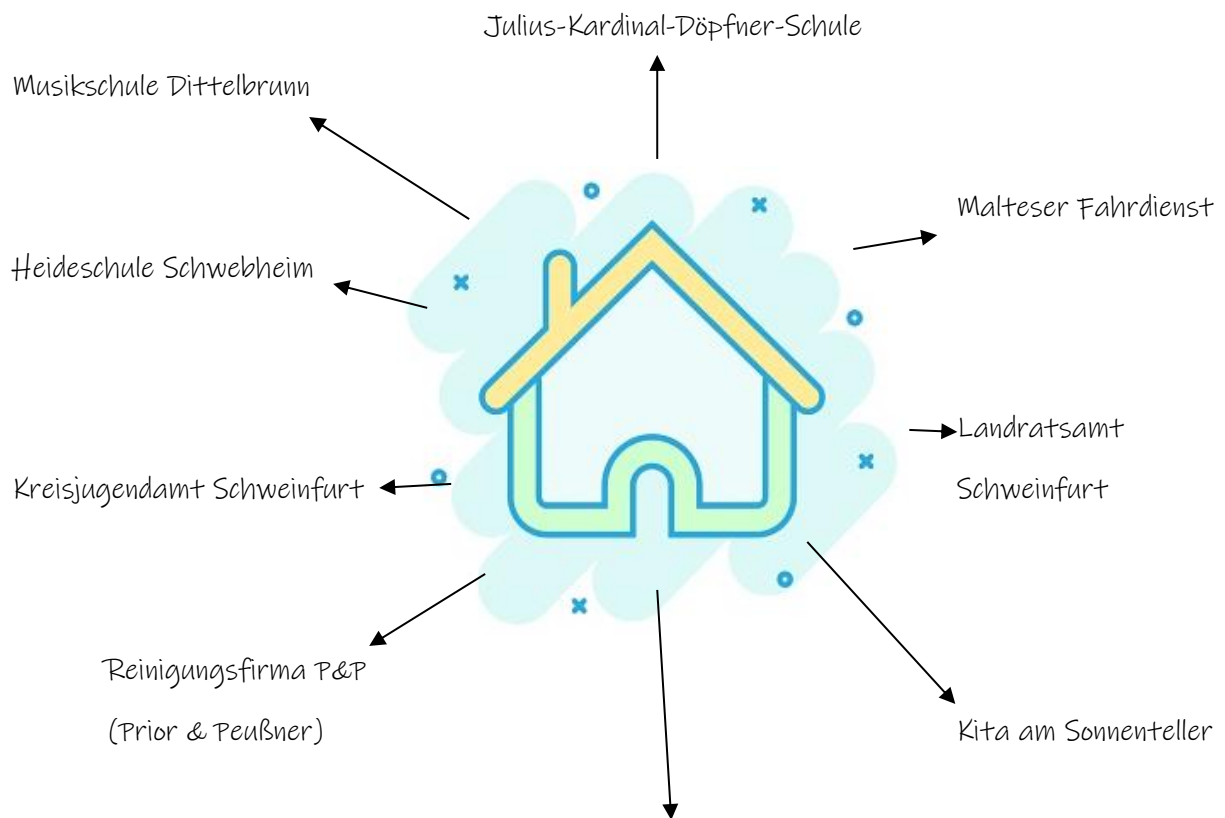 Julius-Kardinal-Döpfner-Schule
Musikschule Dittelbrunn
Malteser Fahrdienst
Heideschule Schwebheim
Landratsamt
Schweinfurt
Kreisjugendamt Schweinfurt
Reinigungsfirma P&P
(Prior & Peußner)
Kita am Sonnenteller